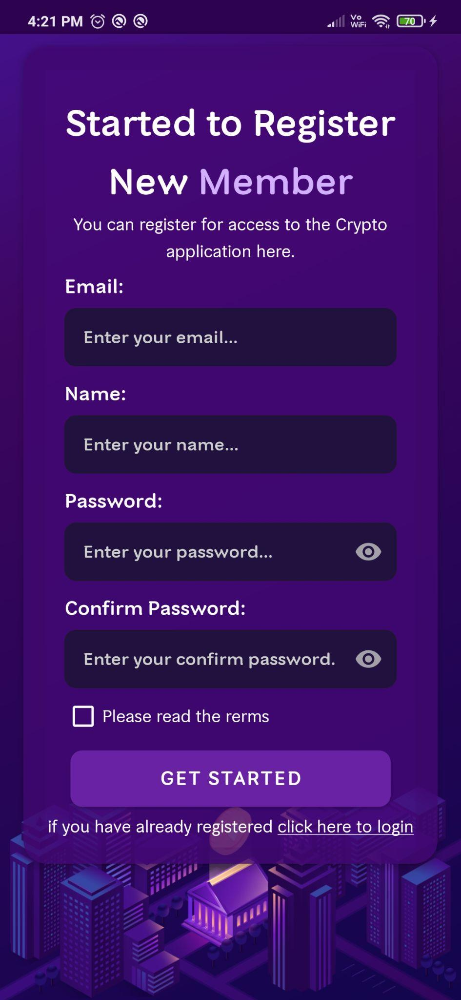 4:21 PM
Vo
WiFi
70
Started to Register
New Member
You can register for access to the Crypto
application here.
Email:
Enter your email...
Name:
Enter your name...
Password:
Enter your password...
Confirm Password:
Enter your confirm password.
Please read the rerms
GET STARTED
if you have already registered click here to login